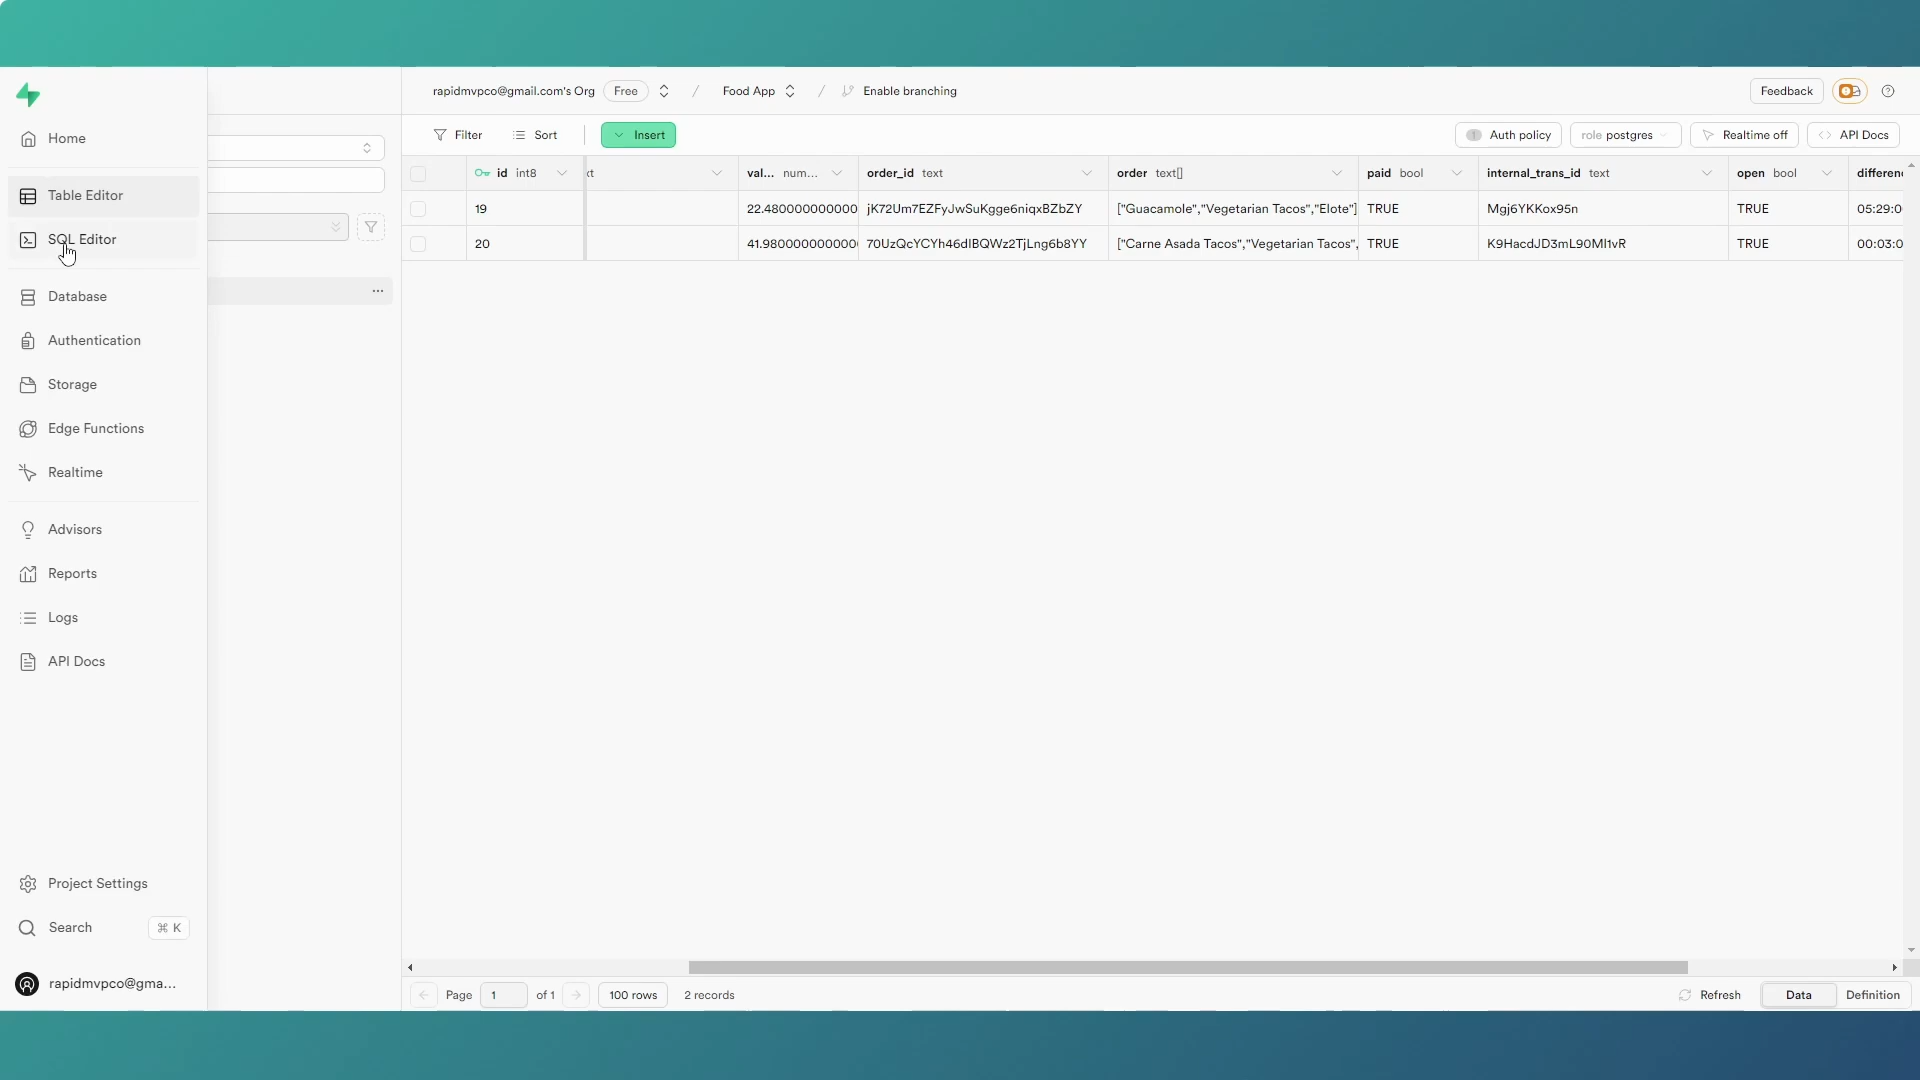 Home
Table Editor
SQL Editor
Database
Authentication
Storage
Edge Functions
Realtime
Advisors
Reports
Logs
API Docs
Project Settings
Search ⌘ K
rapidmvpco@gma...
rapidmvpco@gmail.com's Org Free / Food App / Enable branching
Feedback
Filter Sort Insert
1 Auth policy role postgres Realtime off API Docs
id int8 xt val... num... order_id text order text[] paid bool internal_trans_id text open bool differenc
19 22.480000000000 jK72Um7EZFyJwSuKgge6niqxBZbZY ["Guacamole","Vegetarian Tacos","Elote"] TRUE Mgj6YKKox95n TRUE 05:29:0
20 41.980000000000 70UzQcYCYh46dIBQWz2TjLng6b8YY ["Carne Asada Tacos","Vegetarian Tacos", TRUE K9HacdJD3mL90MI1vR TRUE 00:03:0
Page 1 of 1 100 rows 2 records
Refresh Data Definition